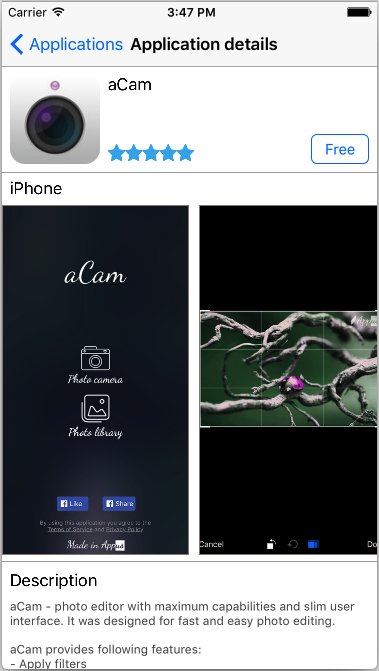 Carrier 3:47 PM
Applications Application details
aCam
Free
iPhone
aCam
Photo camera
Photo library
Like Share
By using this application you agree to the
Terms of Service and Privacy Policy
Made in Appus
Cancel
Do
Description
aCam - photo editor with maximum capabilities and slim user
interface. It was designed for fast and easy photo editing.
aCam provides following features:
- Apply filters